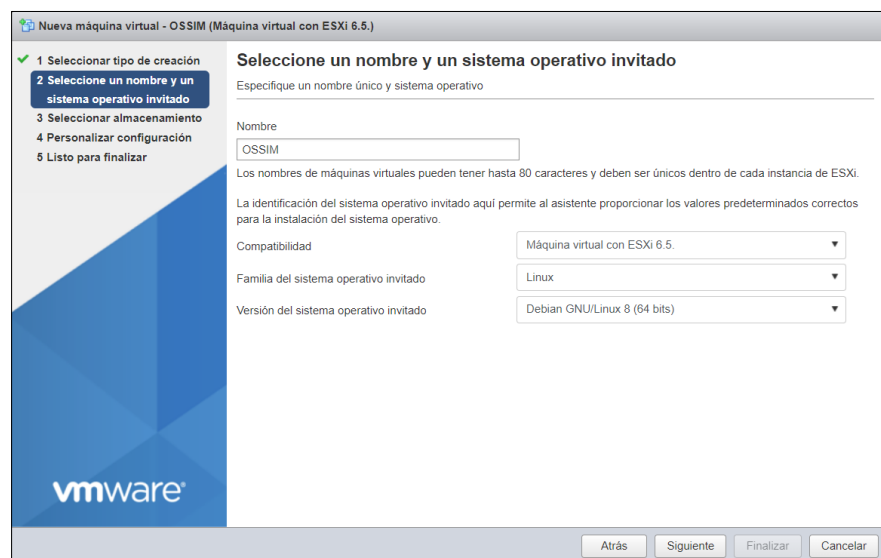 Nueva máquina virtual - OSSIM (Máquina virtual con ESXi 6.5.)
1 Seleccionar tipo de creación
2 Seleccione un nombre y un
sistema operativo invitado
3 Seleccionar almacenamiento
4 Personalizar configuración
5 Listo para finalizar
vmware
Seleccione un nombre y un sistema operativo invitado
Especifique un nombre único y sistema operativo
Nombre
OSSIM
Los nombres de máquinas virtuales pueden tener hasta 80 caracteres y deben ser únicos dentro de cada instancia de ESXi.
La identificación del sistema operativo invitado aquí permite al asistente proporcionar los valores predeterminados correctos
para la instalación del sistema operativo.
Compatibilidad Máquina virtual con ESXi 6.5.
Familia del sistema operativo invitado Linux
Versión del sistema operativo invitado Debian GNU/Linux 8 (64 bits)
Atrás Siguiente Finalizar Cancelar